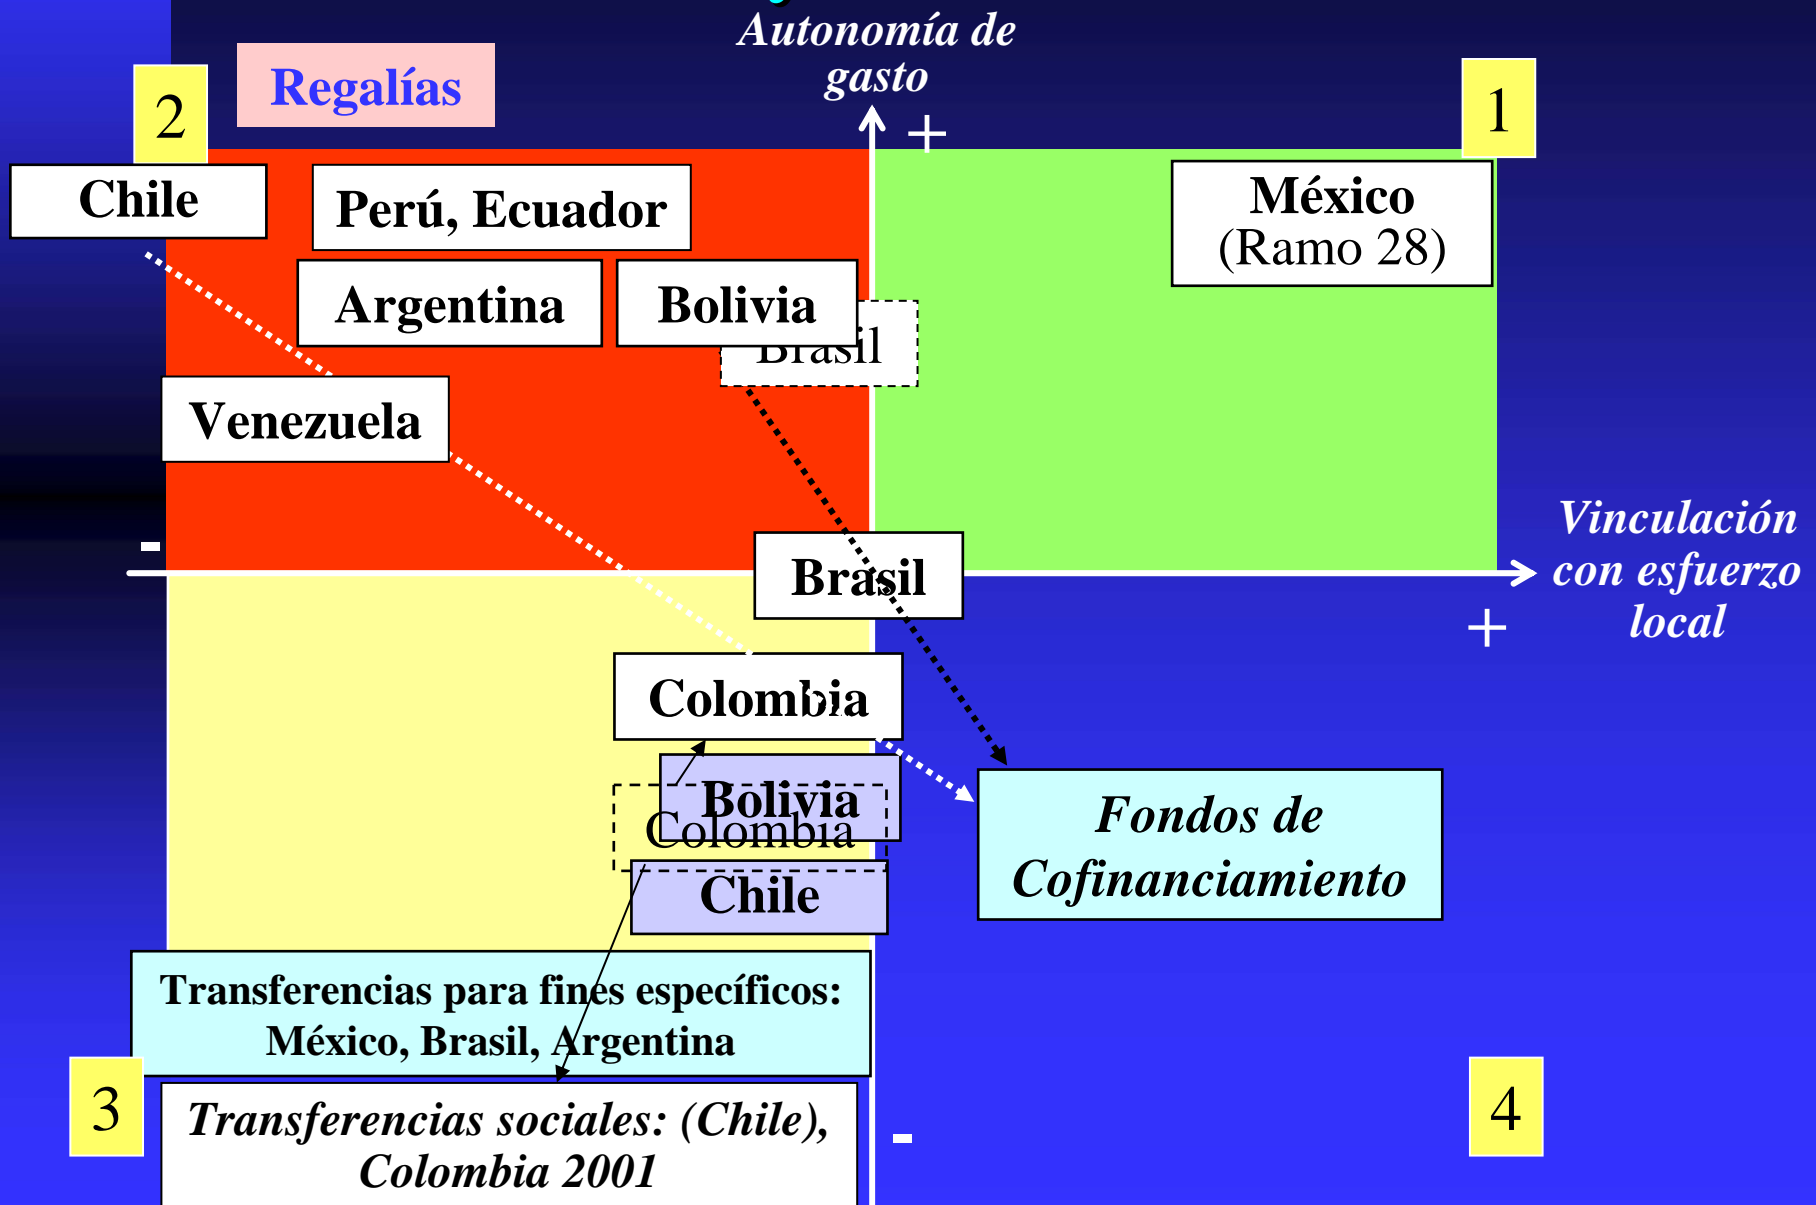 Autonomía de
gasto
+
2
Regalías
1
Chile
Perú, Ecuador
México
(Ramo 28)
Argentina
Bolivia
Brasil
Venezuela
-
Brasil
Vinculación
con esfuerzo
local
+
Colombia
Bolivia
Colombia
Chile
Fondos de
Cofinanciamiento
Transferencias para fines específicos:
México, Brasil, Argentina
3
4
Transferencias sociales: (Chile),
Colombia 2001
-